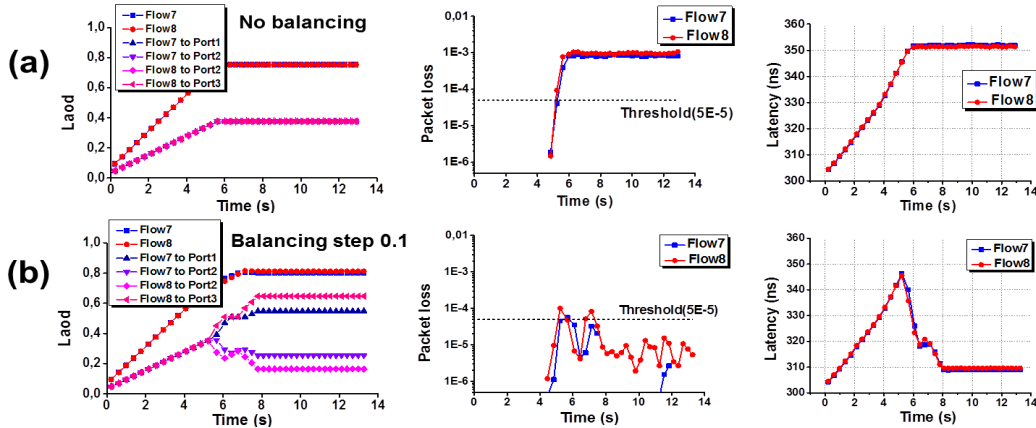 (a)
No balancing
Flow7
Flow8
Flow7 to Port1
Flow7 to Port2
Flow8 to Port2
Flow8 to Port3
Laod
1,0
0,8
0,6
0,4
0,2
0,0
0 2 4 6 8 10 12 14
Time (s)
Packet loss
0,01
1E-3
1E-4
1E-5
1E-6
Flow7
Flow8
Threshold(5E-5)
0 2 4 6 8 10 12 14
Time (s)
Latency (ns)
360
350
340
330
320
310
300
Flow7
Flow8
0 2 4 6 8 10 12 14
Time (s)
(b)
Balancing step 0.1
Flow7
Flow8
Flow7 to Port1
Flow7 to Port2
Flow8 to Port2
Flow8 to Port3
Laod
1,0
0,8
0,6
0,4
0,2
0,0
0 2 4 6 8 10 12 14
Time (s)
Packet loss
0,01
1E-3
1E-4
1E-5
1E-6
Flow7
Flow8
Threshold(5E-5)
0 2 4 6 8 10 12 14
Time (s)
Latency (ns)
360
350
340
330
320
310
300
Flow7
Flow8
0 2 4 6 8 10 12 14
Time (s)